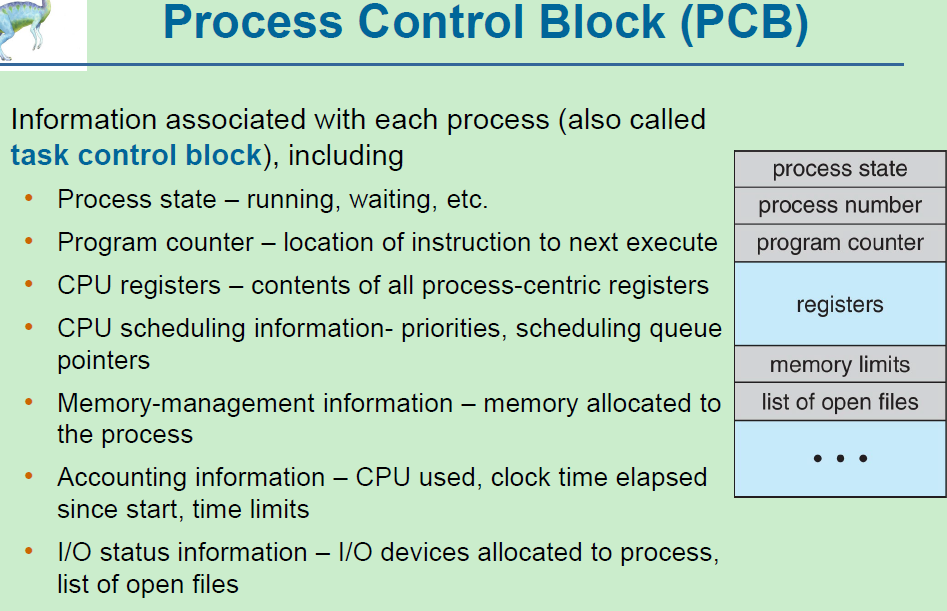 Process Control Block (PCB)
Information associated with each process (also called
task control block), including
• Process state – running, waiting, etc.
• Program counter – location of instruction to next execute
• CPU registers – contents of all process-centric registers
• CPU scheduling information- priorities, scheduling queue
pointers
• Memory-management information – memory allocated to
the process
• Accounting information – CPU used, clock time elapsed
since start, time limits
• I/O status information – I/O devices allocated to process,
list of open files
process state
process number
program counter
registers
memory limits
list of open files
• • •